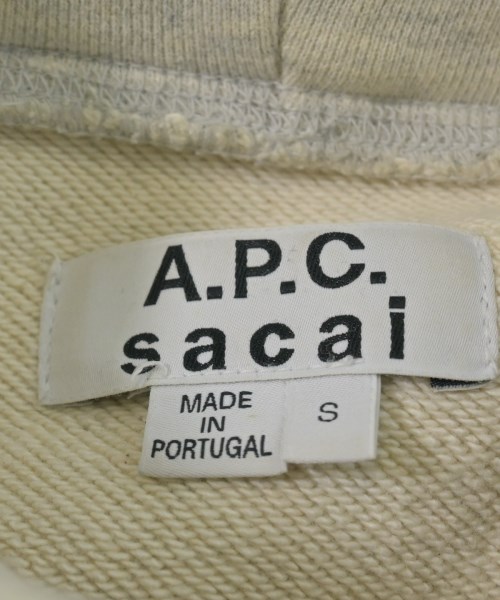 A.P.C.
sacai
MADE
IN
PORTUGAL
S